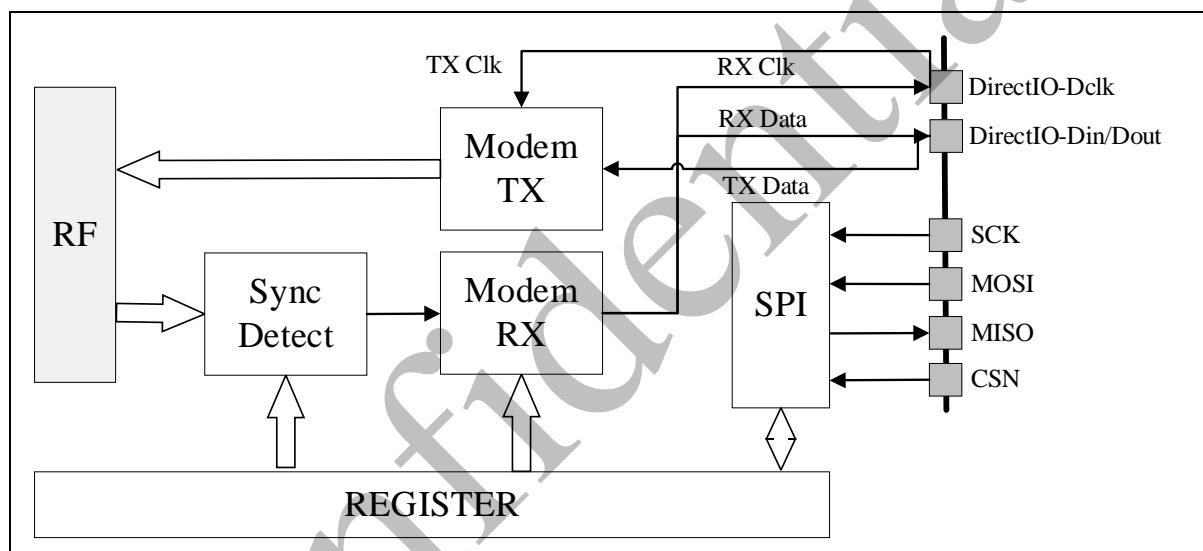 TX Clk
RX Clk
DirectIO-Dclk
RX Data
DirectIO-Din/Dout
Modem
TX
TX Data
RF
SCK
Sync
Detect
Modem
RX
SPI
MOSI
MISO
CSN
REGISTER
onfidentia